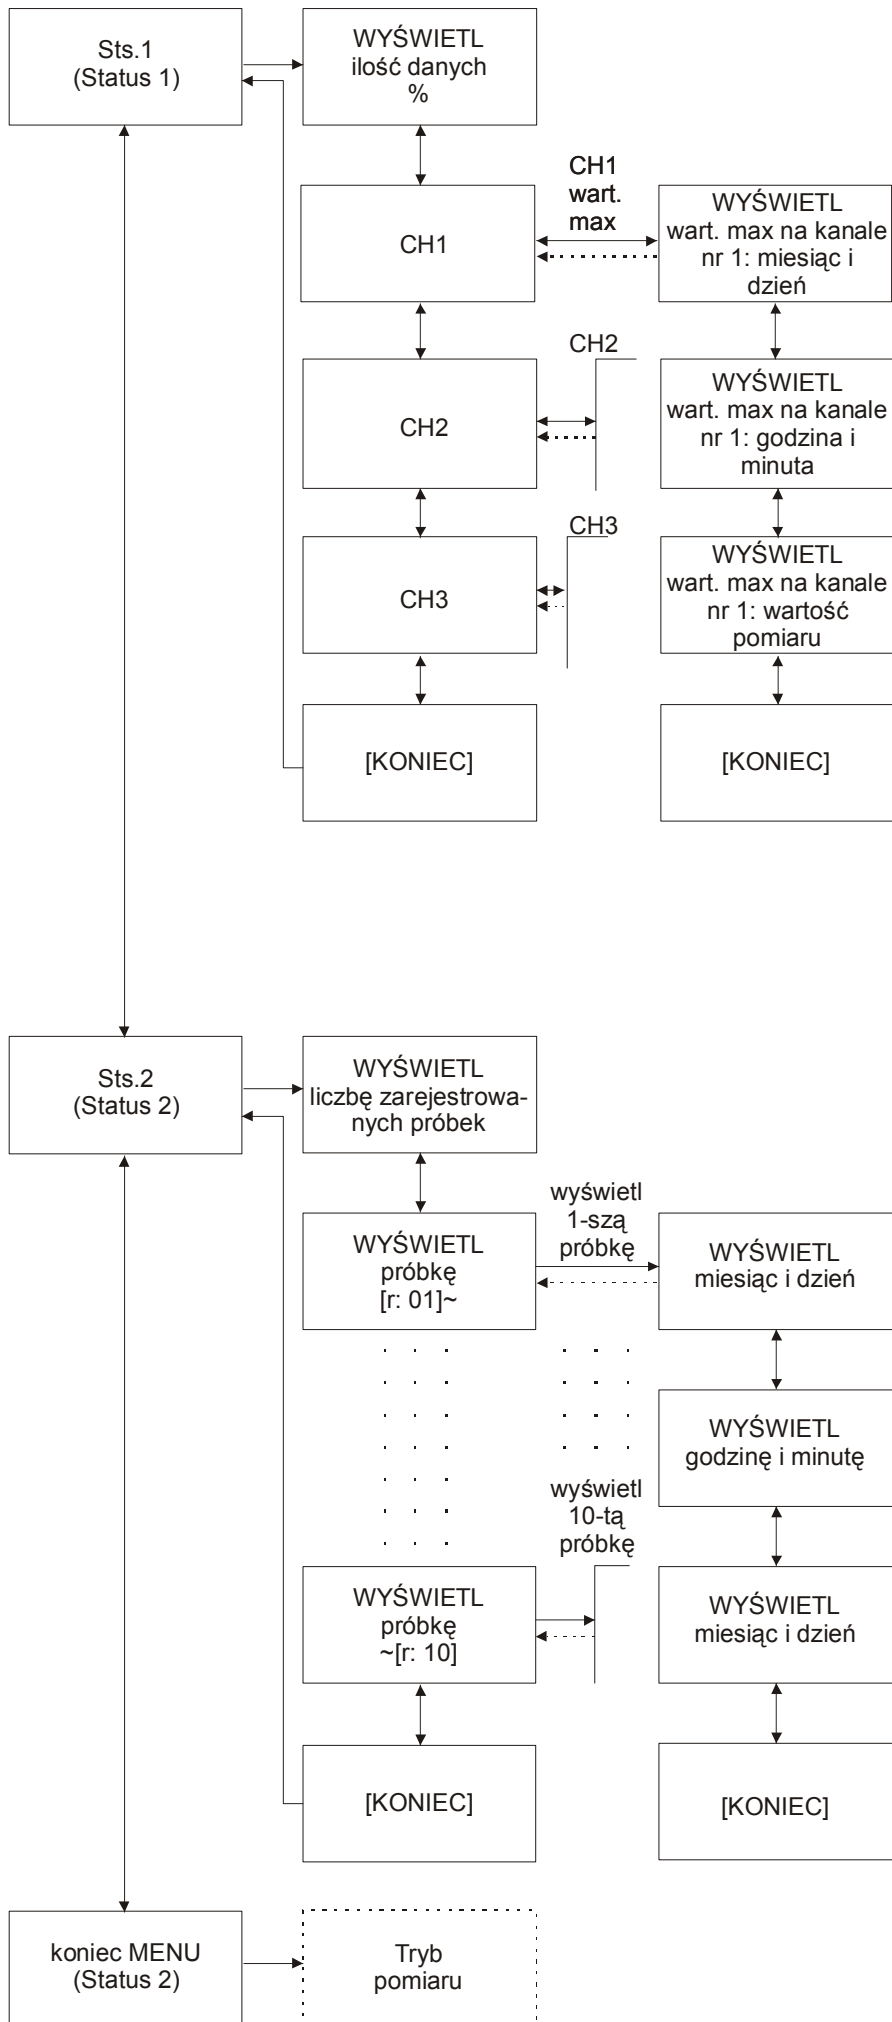 Sts.1
(Status 1)
WYŚWIETL
ilość danych
%
CH1
wart.
max
CH1
WYŚWIETL
wart. max na kanale
nr 1: miesiąc i
dzień
CH2
CH2
WYŚWIETL
wart. max na kanale
nr 1: godzina i
minuta
CH3
CH3
WYŚWIETL
wart. max na kanale
nr 1: wartość
pomiaru
[KONIEC]
[KONIEC]
Sts.2
(Status 2)
WYŚWIETL
liczbę zarejestrowa-
nych próbek
wyświetl
1-szą
próbkę
WYŚWIETL
próbkę
[r: 01]~
WYŚWIETL
miesiąc i dzień
WYŚWIETL
godzinę i minutę
wyświetl
10-tą
próbkę
WYŚWIETL
próbkę
~[r: 10]
WYŚWIETL
miesiąc i dzień
[KONIEC]
[KONIEC]
koniec MENU
(Status 2)
Tryb
pomiaru